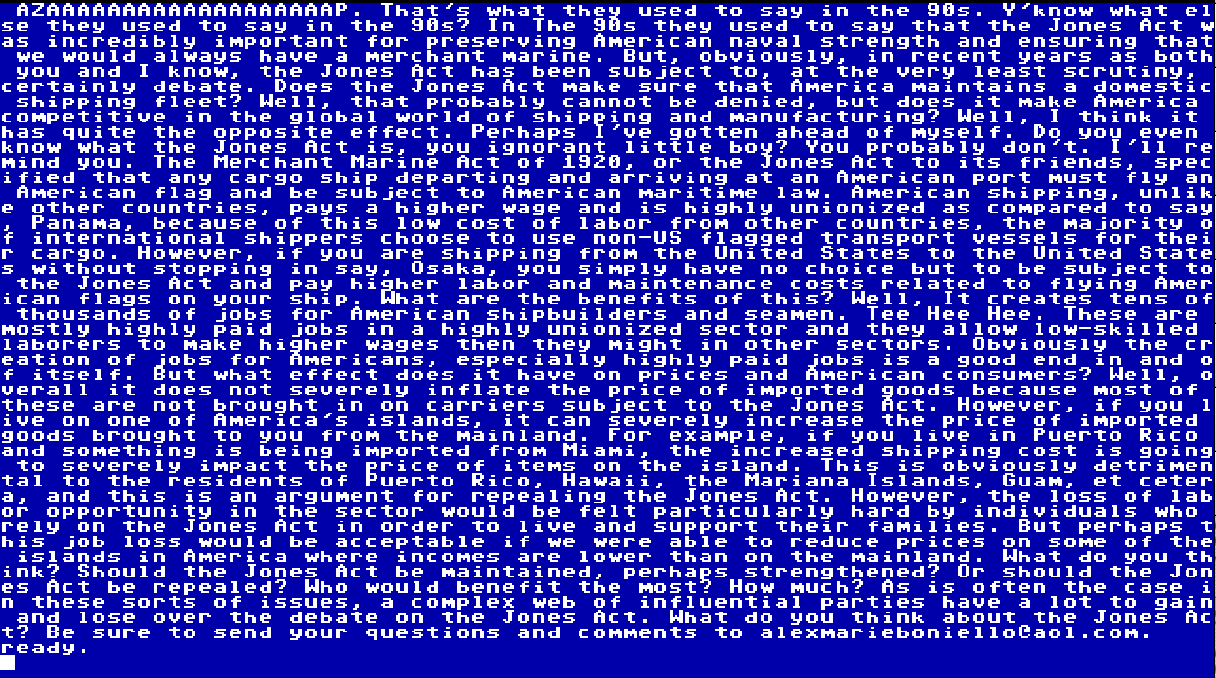 AZAAAAAAAAAAAAAAAAAAP. That's what they used to say in the 90s. Y'know what el
se they used to say in the 90s? In The 90s they used to say that the Jones Act w
as incredibly important for preserving American naval strength and ensuring that
we would always have a merchant marine. But, obviously, in recent years as both
you and I know, the Jones Act has been subject to, at the very least scrutiny,
certainly debate. Does the Jones Act make sure that America maintains a domestic
shipping fleet? Well, that probably cannot be denied, but does it make America
competitive in the global world of shipping and manufacturing? Well, I think it
has quite the opposite effect. Perhaps I've gotten ahead of myself. Do you even
know what the Jones Act is, you ignorant little boy? You probably don't. I'll re
mind you. The Merchant Marine Act of 1920, or the Jones Act to its friends, spec
ified that any cargo ship departing and arriving at an American port must fly an
American flag and be subject to American maritime law. American shipping, unlik
e other countries, pays a higher wage and is highly unionized as compared to say
, Panama, because of this low cost of labor from other countries, the majority o
f international shippers choose to use non-US flagged transport vessels for thei
r cargo. However, if you are shipping from the United States to the United State
s without stopping in say, Osaka, you simply have no choice but to be subject to
the Jones Act and pay higher labor and maintenance costs related to flying Amer
ican flags on your ship. What are the benefits of this? Well, It creates tens of
thousands of jobs for American shipbuilders and seamen. Tee Hee Hee. These are
mostly highly paid jobs in a highly unionized sector and they allow low-skilled
laborers to make higher wages then they might in other sectors. Obviously the cr
eation of jobs for Americans, especially highly paid jobs is a good end in and o
f itself. But what effect does it have on prices and American consumers? Well, o
verall it does not severely inflate the price of imported goods because most of
these are not brought in on carriers subject to the Jones Act. However, if you l
ive on one of America's islands, it can severely increase the price of imported
goods brought to you from the mainland. For example, if you live in Puerto Rico
and something is being imported from Miami, the increased shipping cost is going
to severely impact the price of items on the island. This is obviously detrimen
tal to the residents of Puerto Rico, Hawaii, the Mariana Islands, Guam, et ceter
a, and this is an argument for repealing the Jones Act. However, the loss of lab
or opportunity in the sector would be felt particularly hard by individuals who
rely on the Jones Act in order to live and support their families. But perhaps t
his job loss would be acceptable if we were able to reduce prices on some of the
islands in America where incomes are lower than on the mainland. What do you th
ink? Should the Jones Act be maintained, perhaps strengthened? Or should the Jon
es Act be repealed? Who would benefit the most? How much? As is often the case i
n these sorts of issues, a complex web of influential parties have a lot to gain
and lose over the debate on the Jones Act. What do you think about the Jones Ac
t? Be sure to send your questions and comments to alexmarieboniello@aol.com.
ready.